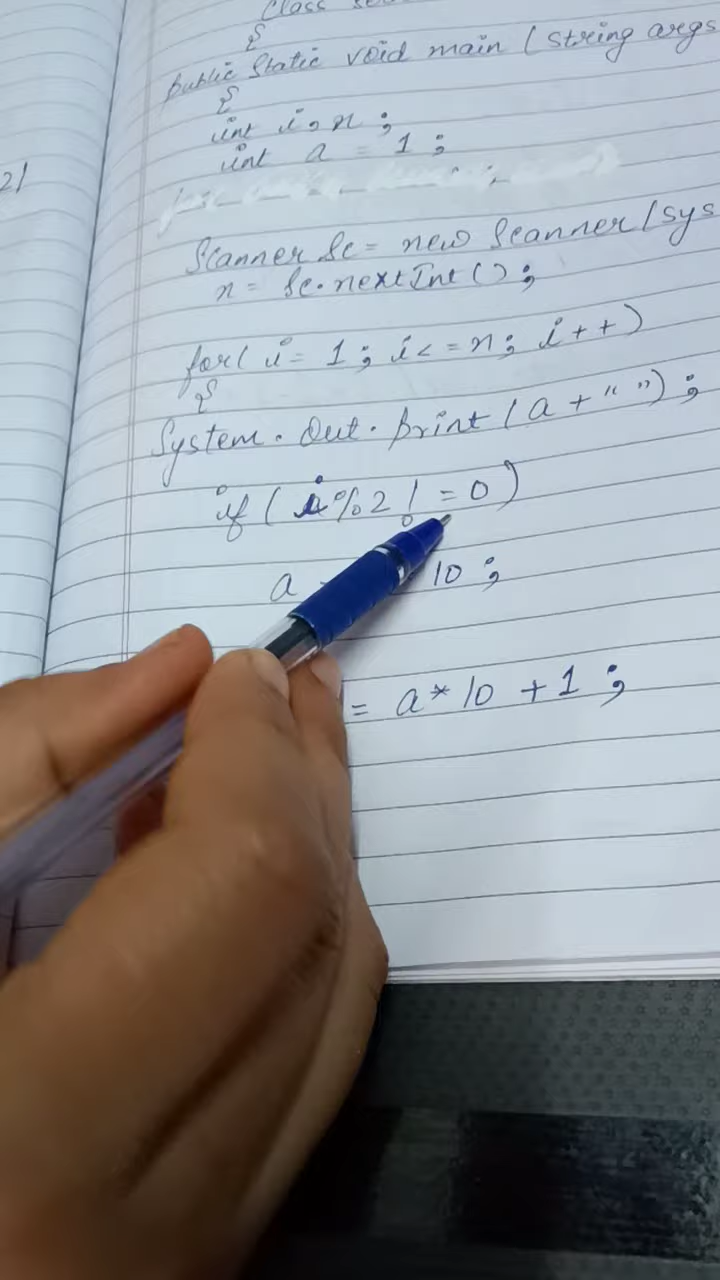 class
{
public static void main (string args
{
int i, n ;
int a = 1 ;
Scanner Sc = new Scanner (sys
n = Sc.nextInt () ;
for( i = 1 ; i <= n ; i ++ )
{
System.Out.print (a + " ") ;
if ( i%2 != 0 )
a 10 ;
= a * 10 + 1 ;
21